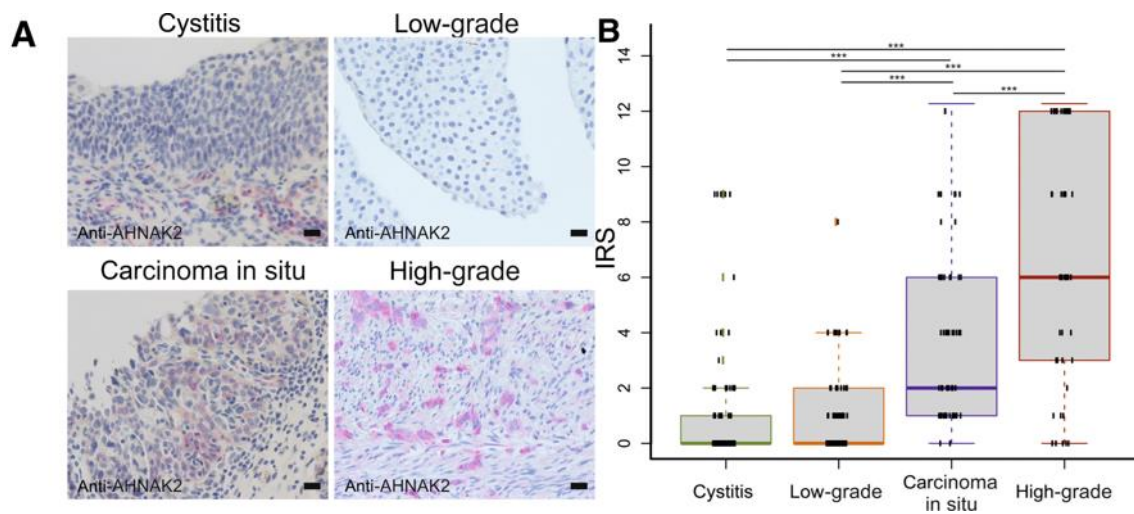 A
Cystitis
Low-grade
Anti-AHNAK2
Anti-AHNAK2
Carcinoma in situ
High-grade
Anti-AHNAK2
Anti-AHNAK2
B
IRS
14
12
10
8
6
4
2
0
***
***
***
***
***
Cystitis
Low-grade
Carcinoma
in situ
High-grade